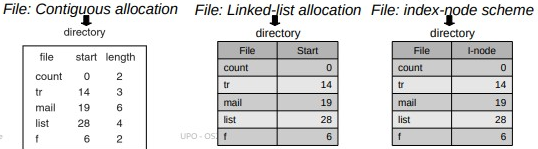 File: Contiguous allocation
directory
file start length
count 0 2
tr 14 3
mail 19 6
list 28 4
f 6 2
File: Linked-list allocation
directory
File Start
count 0
tr 14
mail 19
list 28
f 6
UPO - OS
File: index-node scheme
directory
File I-node
count 0
tr 14
mail 19
list 28
f 6